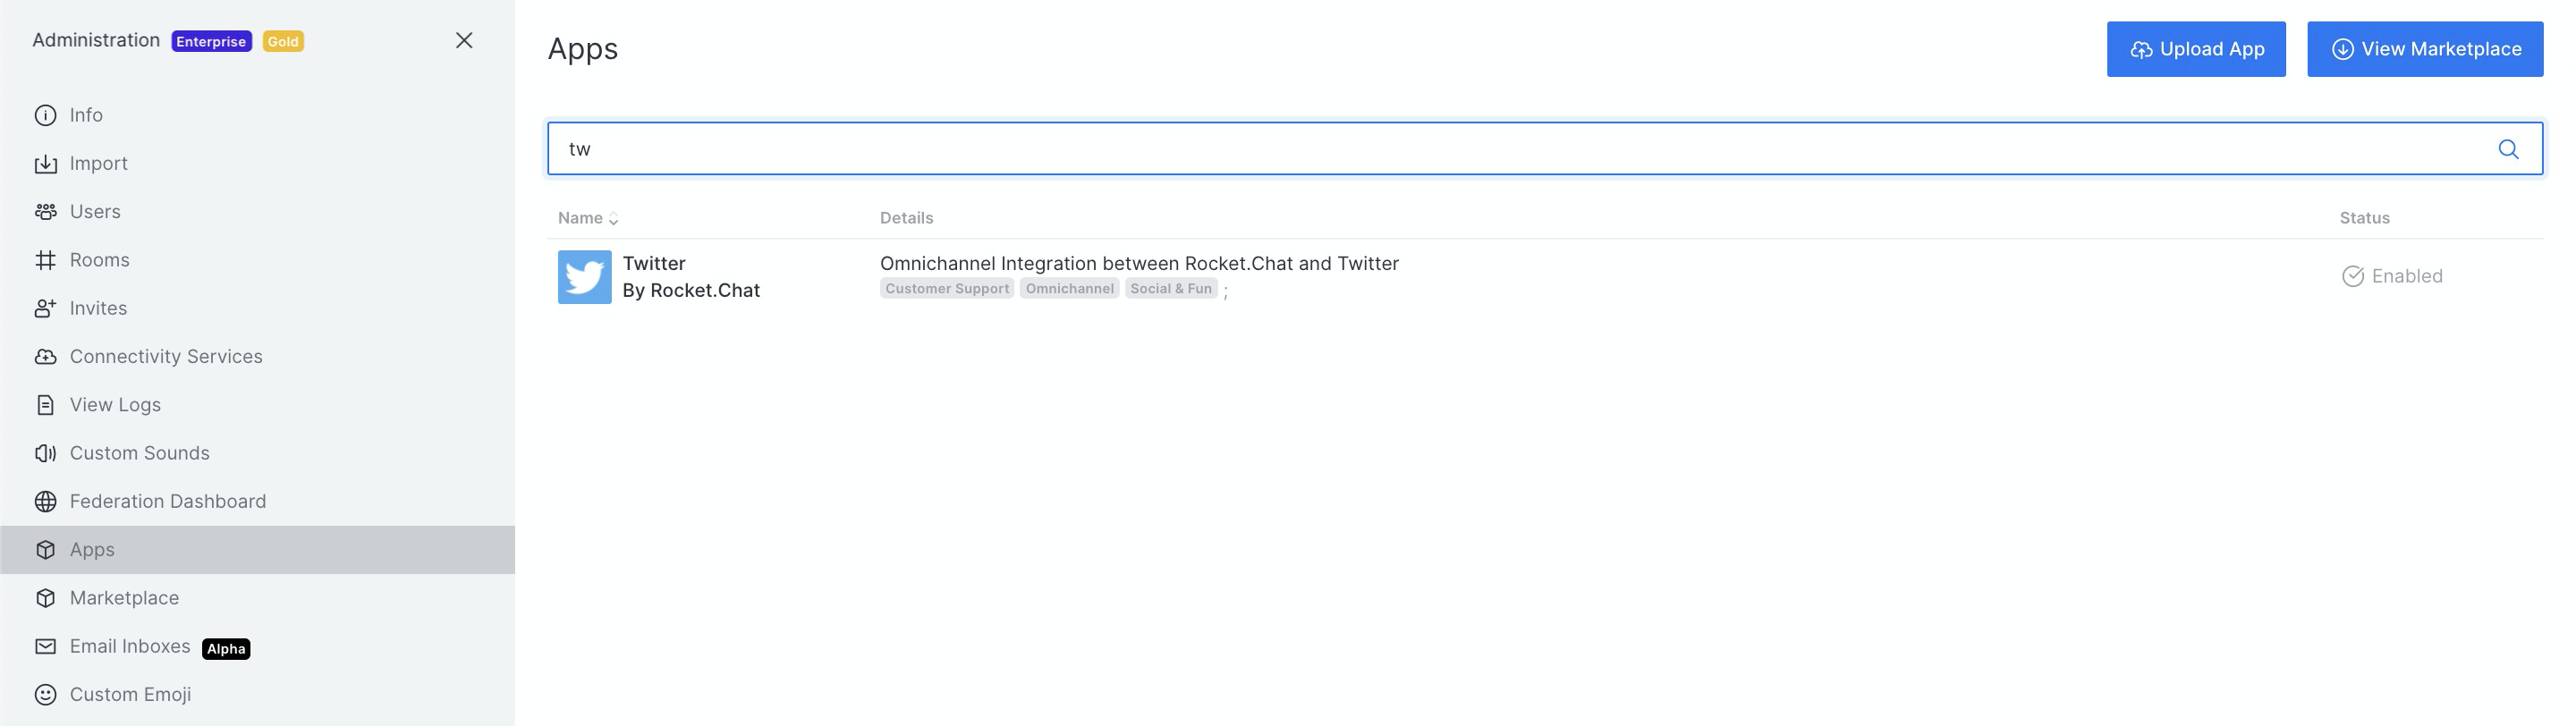 Administration Enterprise Gold
Info
Import
Users
Rooms
Invites
Connectivity Services
View Logs
Custom Sounds
Federation Dashboard
Apps
Marketplace
Email Inboxes Alpha
Custom Emoji
Apps
Upload App
View Marketplace
tw
Name Details Status
Twitter
By Rocket.Chat
Omnichannel Integration between Rocket.Chat and Twitter
Customer Support Omnichannel Social & Fun ;
Enabled